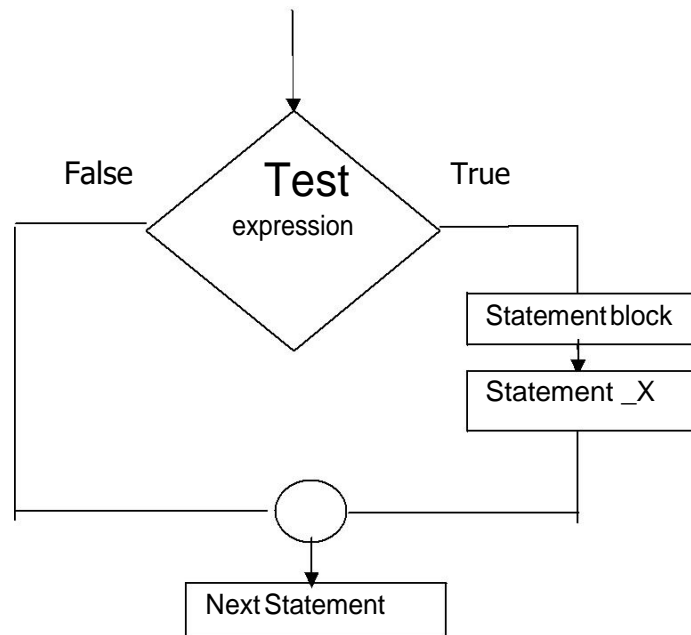 False
Test
True
expression
Statement block
Statement _X
Next Statement